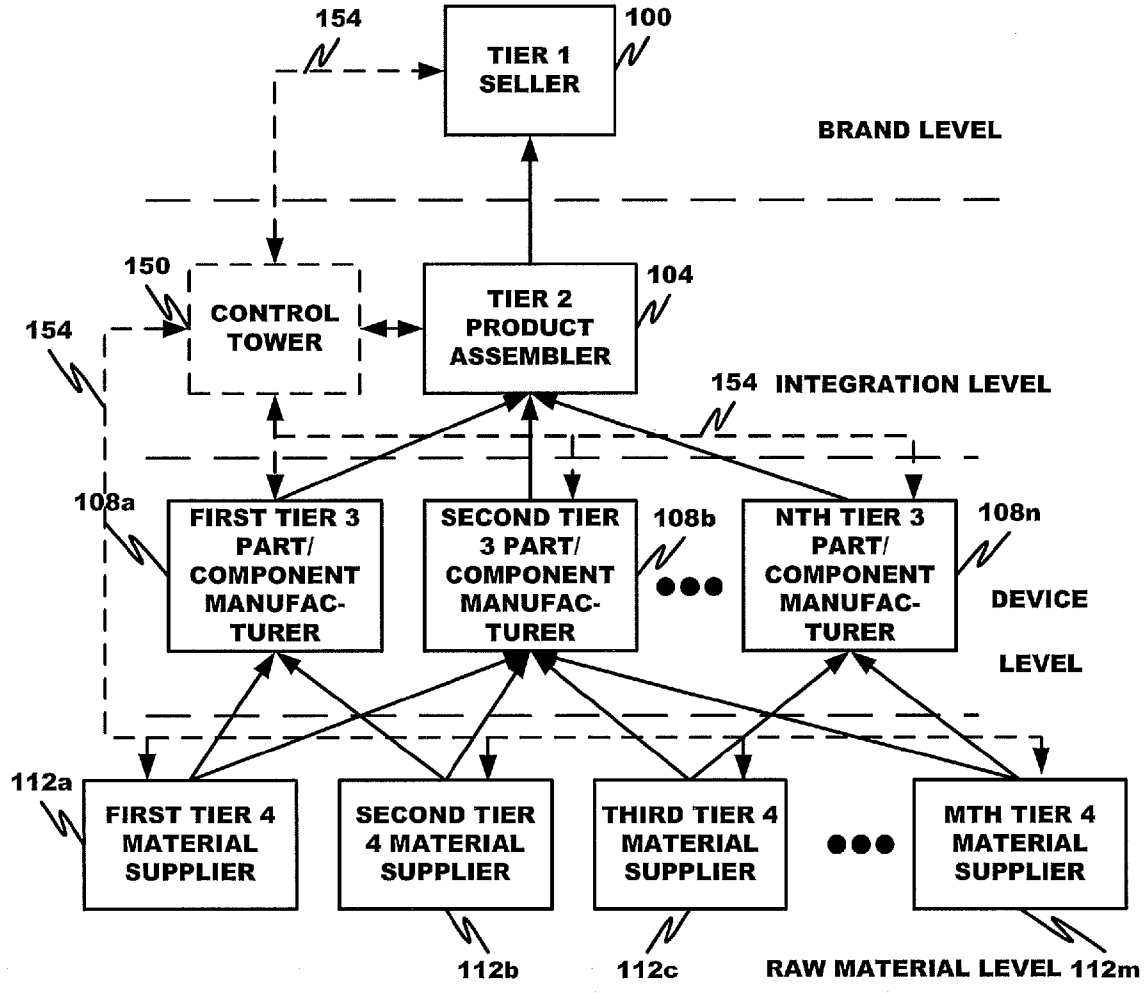 154
100
TIER 1
SELLER
BRAND LEVEL
150
CONTROL
TOWER
TIER 2
PRODUCT
ASSEMBLER
104
154
154
INTEGRATION LEVEL
108a
FIRST TIER 3
PART/
COMPONENT
MANUFAC-
TURER
SECOND TIER
3 PART/
COMPONENT
MANUFAC-
TURER
108b
NTH TIER 3
PART/
COMPONENT
MANUFAC-
TURER
108n
DEVICE
LEVEL
112a
FIRST TIER 4
MATERIAL
SUPPLIER
SECOND TIER
4 MATERIAL
SUPPLIER
THIRD TIER 4
MATERIAL
SUPPLIER
MTH TIER 4
MATERIAL
SUPPLIER
112b
112c
RAW MATERIAL LEVEL 112m